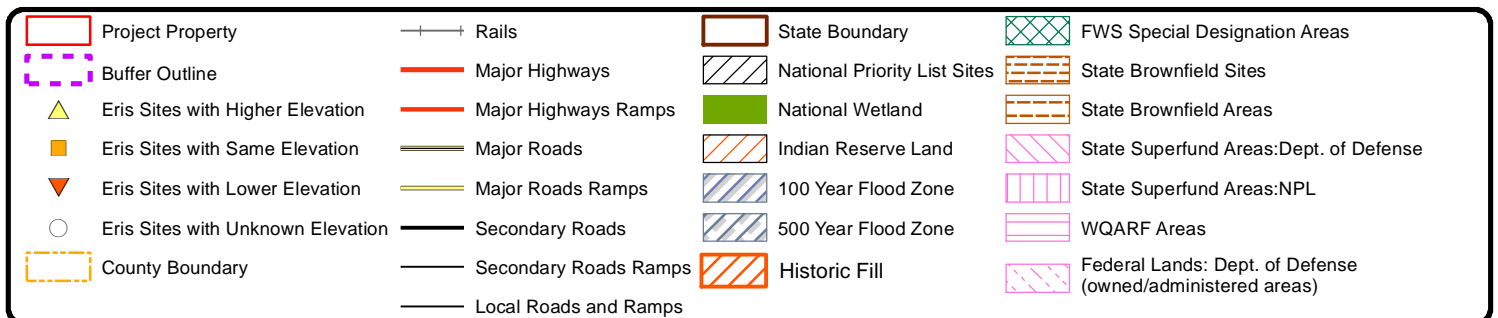 Project Property
Buffer Outline
Eris Sites with Higher Elevation
Eris Sites with Same Elevation
Eris Sites with Lower Elevation
Eris Sites with Unknown Elevation
County Boundary
Rails
Major Highways
Major Highways Ramps
Major Roads
Major Roads Ramps
Secondary Roads
Secondary Roads Ramps
Local Roads and Ramps
State Boundary
National Priority List Sites
National Wetland
Indian Reserve Land
100 Year Flood Zone
500 Year Flood Zone
Historic Fill
FWS Special Designation Areas
State Brownfield Sites
State Brownfield Areas
State Superfund Areas:Dept. of Defense
State Superfund Areas:NPL
WQARF Areas
Federal Lands: Dept. of Defense
(owned/administered areas)